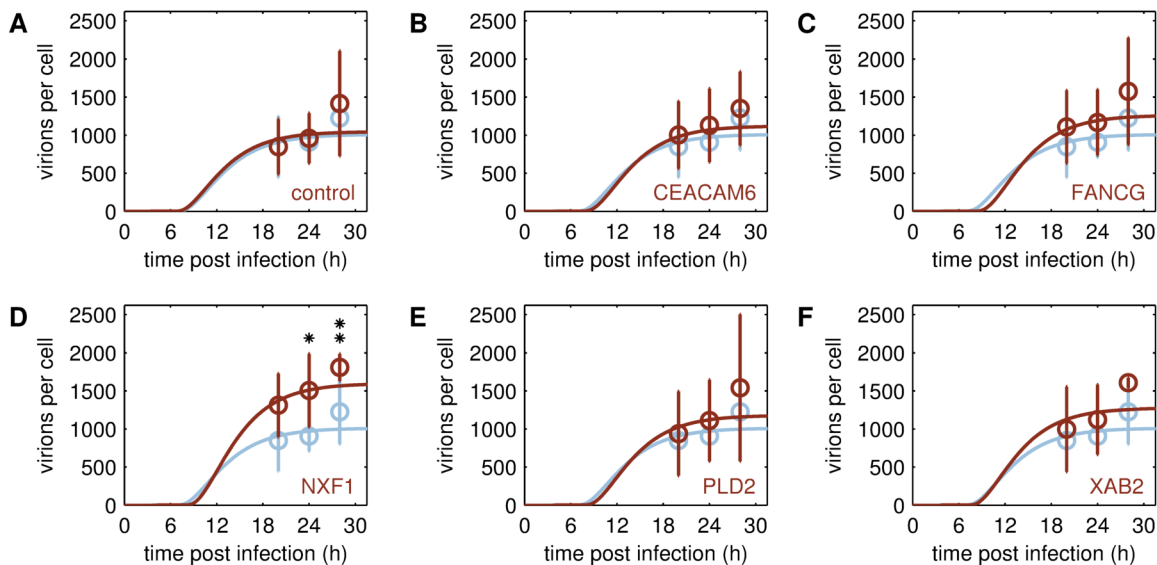 A
virions per cell
2500
2000
1500
1000
500
0
control
0 6 12 18 24 30
time post infection (h)
B
virions per cell
2500
2000
1500
1000
500
0
CEACAM6
0 6 12 18 24 30
time post infection (h)
C
virions per cell
2500
2000
1500
1000
500
0
FANCG
0 6 12 18 24 30
time post infection (h)
D
virions per cell
2500
2000
1500
1000
500
0
*
*
*
NXF1
0 6 12 18 24 30
time post infection (h)
E
virions per cell
2500
2000
1500
1000
500
0
PLD2
0 6 12 18 24 30
time post infection (h)
F
virions per cell
2500
2000
1500
1000
500
0
XAB2
0 6 12 18 24 30
time post infection (h)